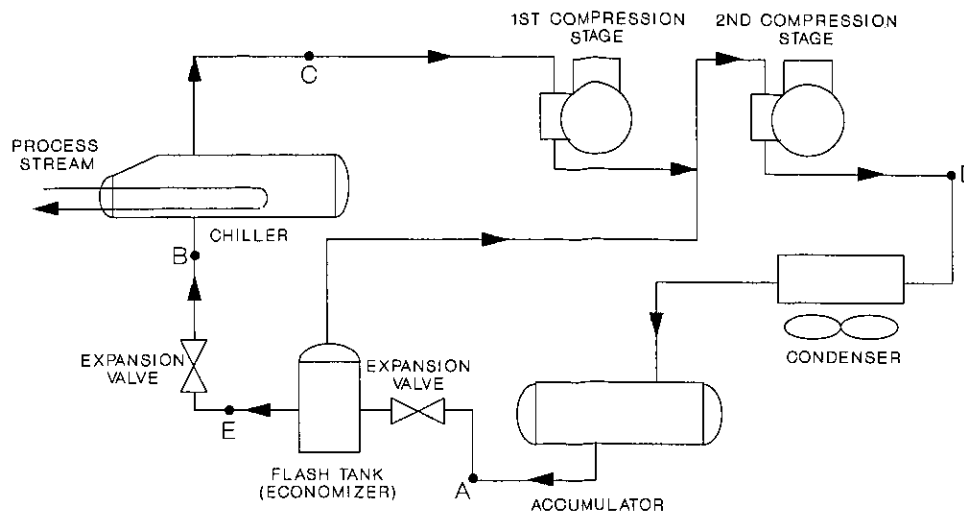 1ST COMPRESSION
STAGE
2ND COMPRESSION
STAGE
C
PROCESS
STREAM
D
CHILLER
B
EXPANSION
VALVE
EXPANSION
VALVE
CONDENSER
E
A
FLASH TANK
(ECONOMIZER)
ACCUMULATOR